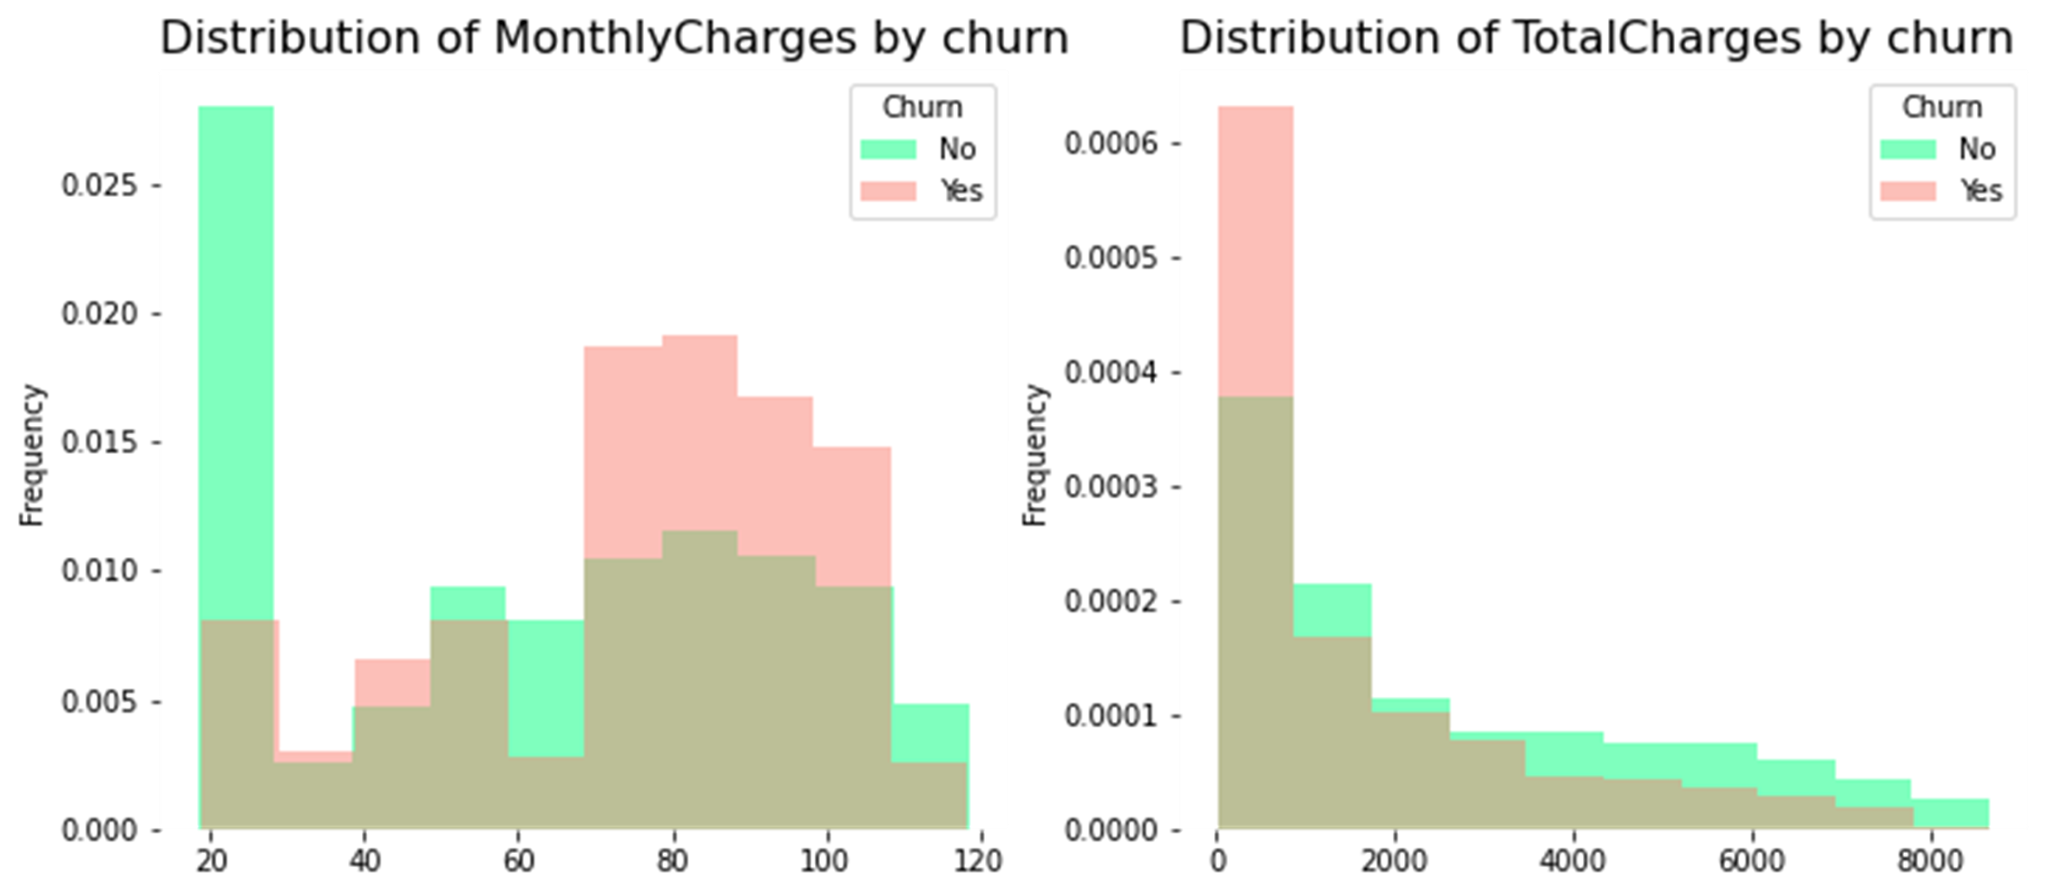 Distribution of MonthlyCharges by churn
Churn
No
Yes
0.025
0.020
0.015
0.010
0.005
0.000
Frequency
20 40 60 80 100 120
Distribution of TotalCharges by churn
Churn
No
Yes
0.0006
0.0005
0.0004
0.0003
0.0002
0.0001
0.0000
Frequency
0 2000 4000 6000 8000